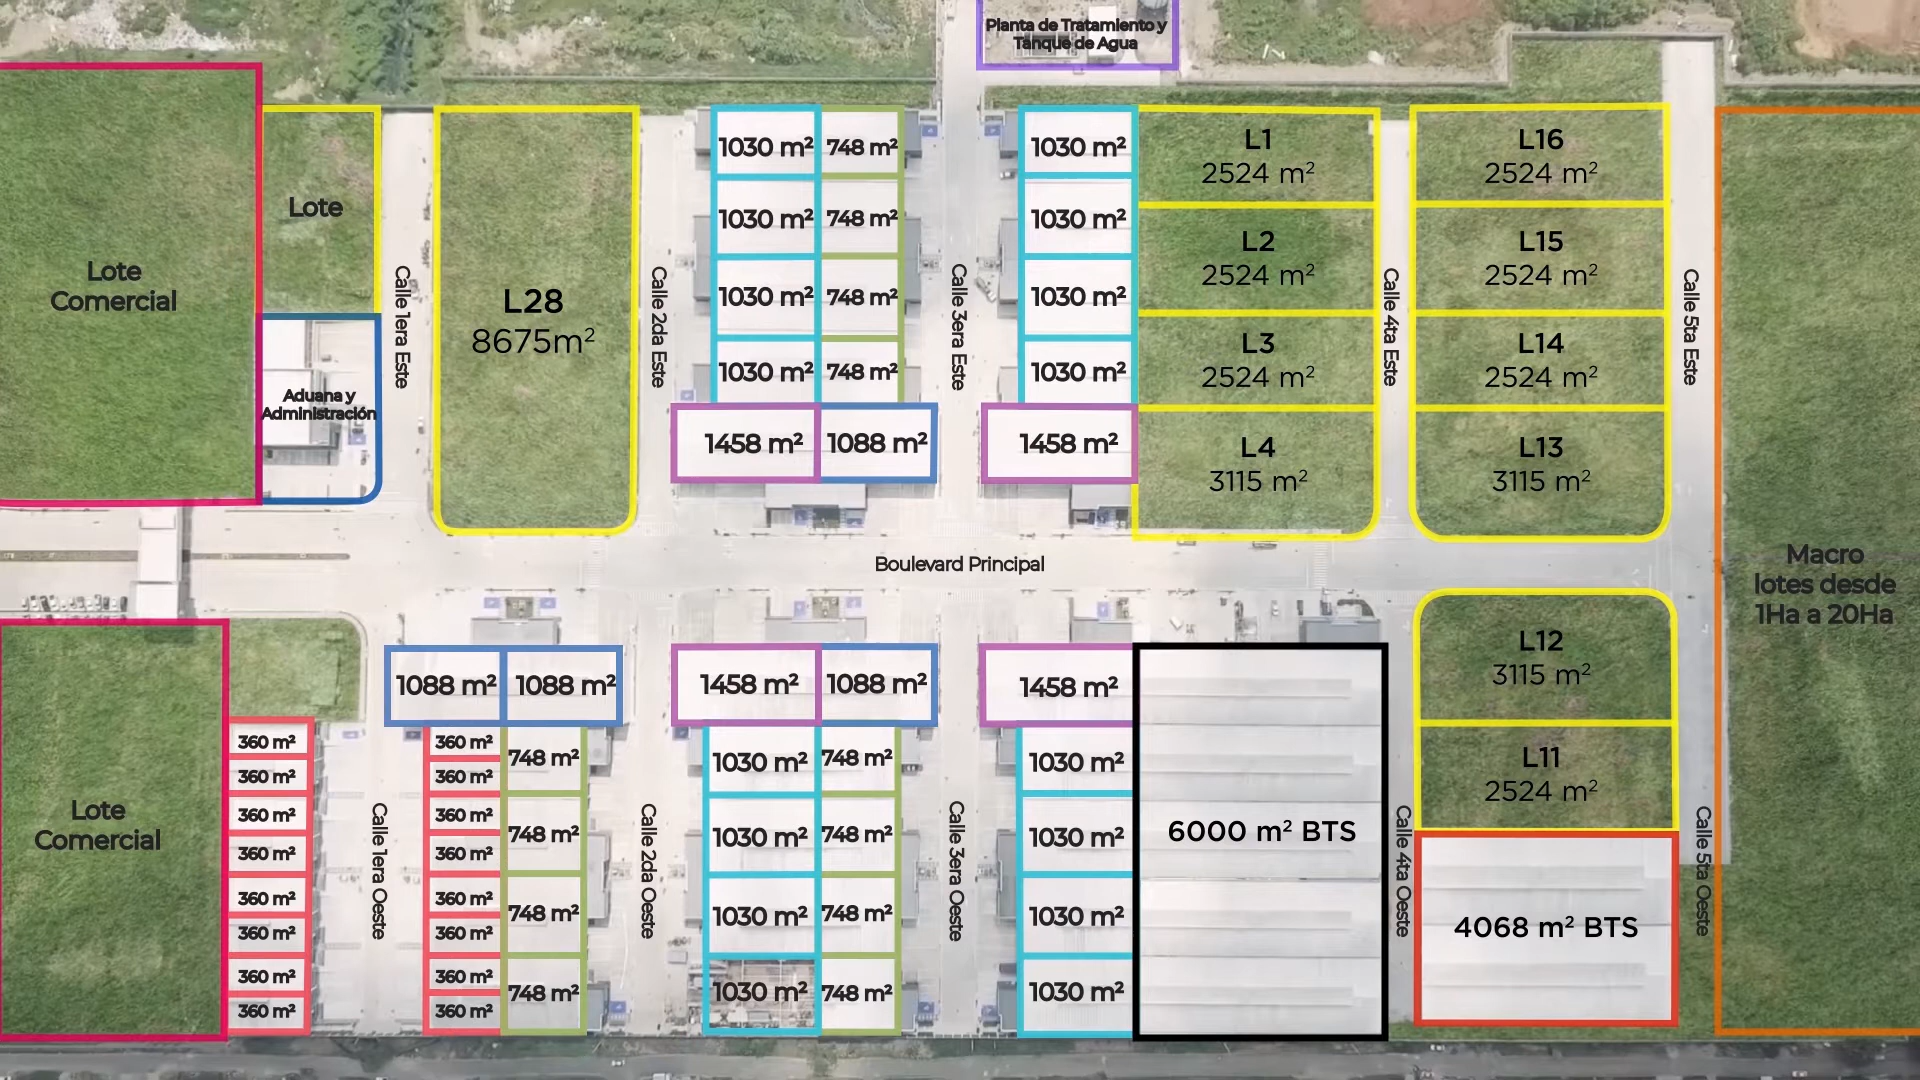 Planta de Tratamiento y
Tanque de Agua
Lote
Comercial
Lote
Aduana y
Administración
Calle 1era Este
L28
8675m²
Calle 2da Este
1030 m²
748 m²
1030 m²
748 m²
1030 m²
748 m²
1030 m²
748 m²
1458 m²
1088 m²
Calle 3era Este
1030 m²
1030 m²
1030 m²
1030 m²
1458 m²
L1
2524 m²
L2
2524 m²
L3
2524 m²
L4
3115 m²
Calle 4ta Este
L16
2524 m²
L15
2524 m²
L14
2524 m²
L13
3115 m²
Calle 5ta Este
Macro
lotes desde
1Ha a 20Ha
Boulevard Principal
Lote
Comercial
360 m²
360 m²
360 m²
360 m²
360 m²
360 m²
360 m²
360 m²
Calle 1era Oeste
1088 m²
1088 m²
360 m²
360 m²
360 m²
360 m²
360 m²
360 m²
360 m²
360 m²
748 m²
748 m²
748 m²
748 m²
Calle 2da Oeste
1458 m²
1088 m²
1030 m²
748 m²
1030 m²
748 m²
1030 m²
748 m²
1030 m²
748 m²
Calle 3era Oeste
1458 m²
1030 m²
1030 m²
1030 m²
1030 m²
6000 m² BTS
Calle 4ta Oeste
L12
3115 m²
L11
2524 m²
4068 m² BTS
Calle 5ta Oeste